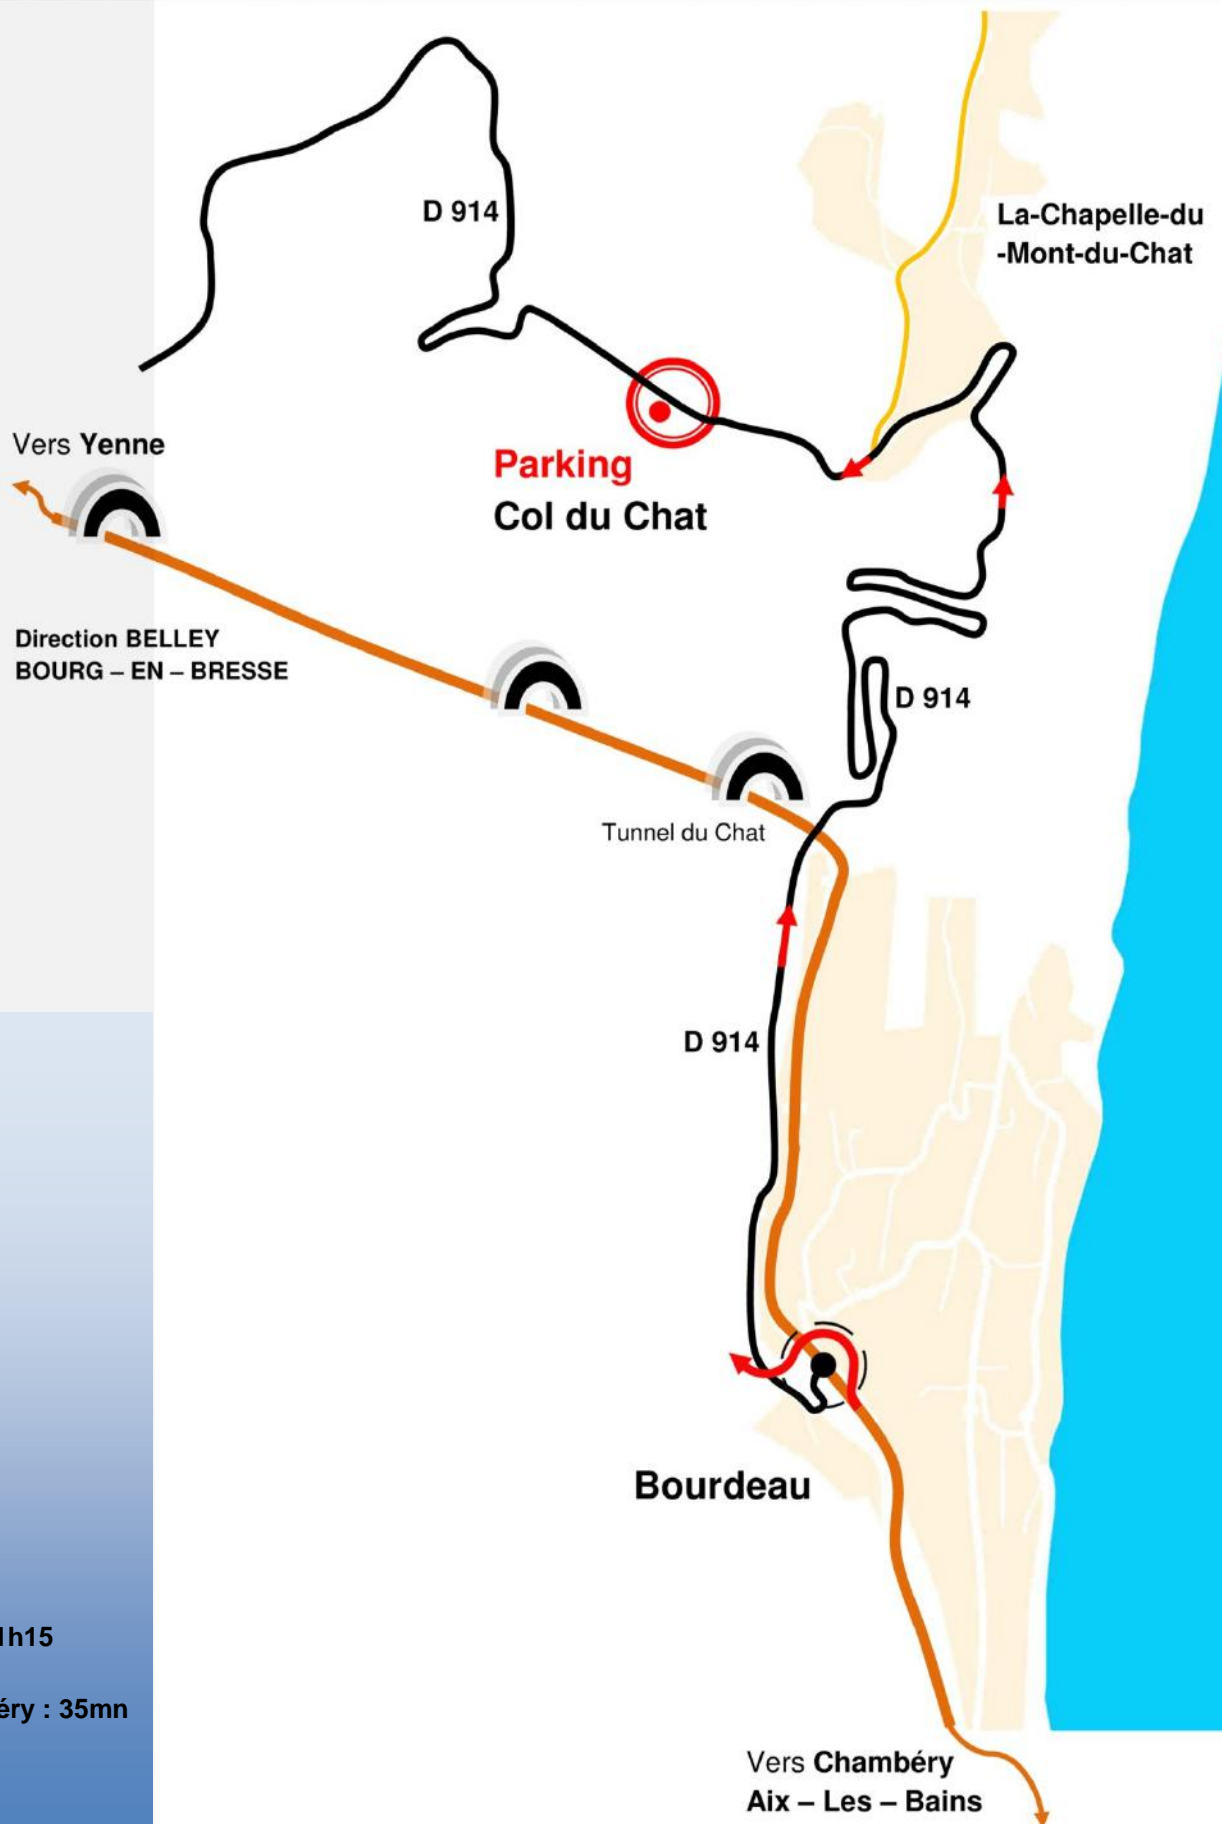 D 914
La-Chapelle-du
-Mont-du-Chat
Vers Yenne
Parking
Col du Chat
Direction BELLEY
BOURG – EN – BRESSE
D 914
Tunnel du Chat
D 914
Bourdeau
1h15
éry : 35mn
Vers Chambéry
Aix – Les – Bains